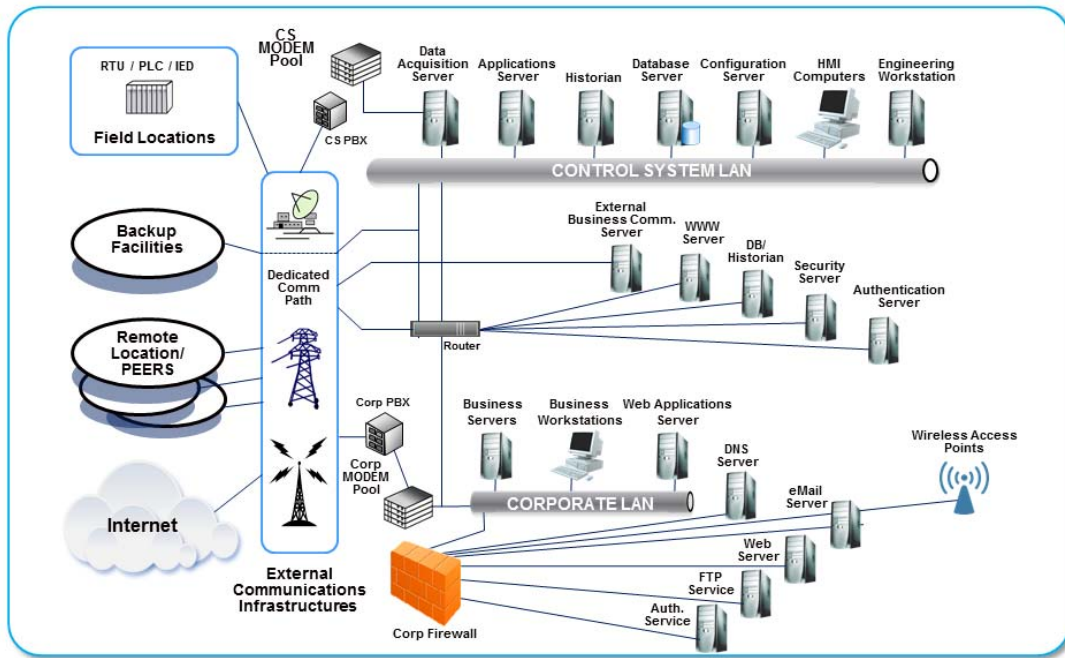 RTU / PLC / IED
Field Locations
CS
MODEM
Pool
CS PBX
Data
Acquisition
Server
Applications
Server
Historian
Database
Server
Configuration
Server
HMI
Computers
Engineering
Workstation
CONTROL SYSTEM LAN
Backup
Facilities
Dedicated
Comm
Path
External
Business Comm.
Server
WWW
Server
DB/
Historian
Security
Server
Authentication
Server
Router
Remote
Location/
PEERS
Corp PBX
Corp
MODEM
Pool
Business
Servers
Business
Workstations
Web Applications
Server
CORPORATE LAN
DNS
Server
eMail
Server
Wireless Access
Points
Web
Server
FTP
Service
Auth.
Service
Internet
External
Communications
Infrastructures
Corp Firewall